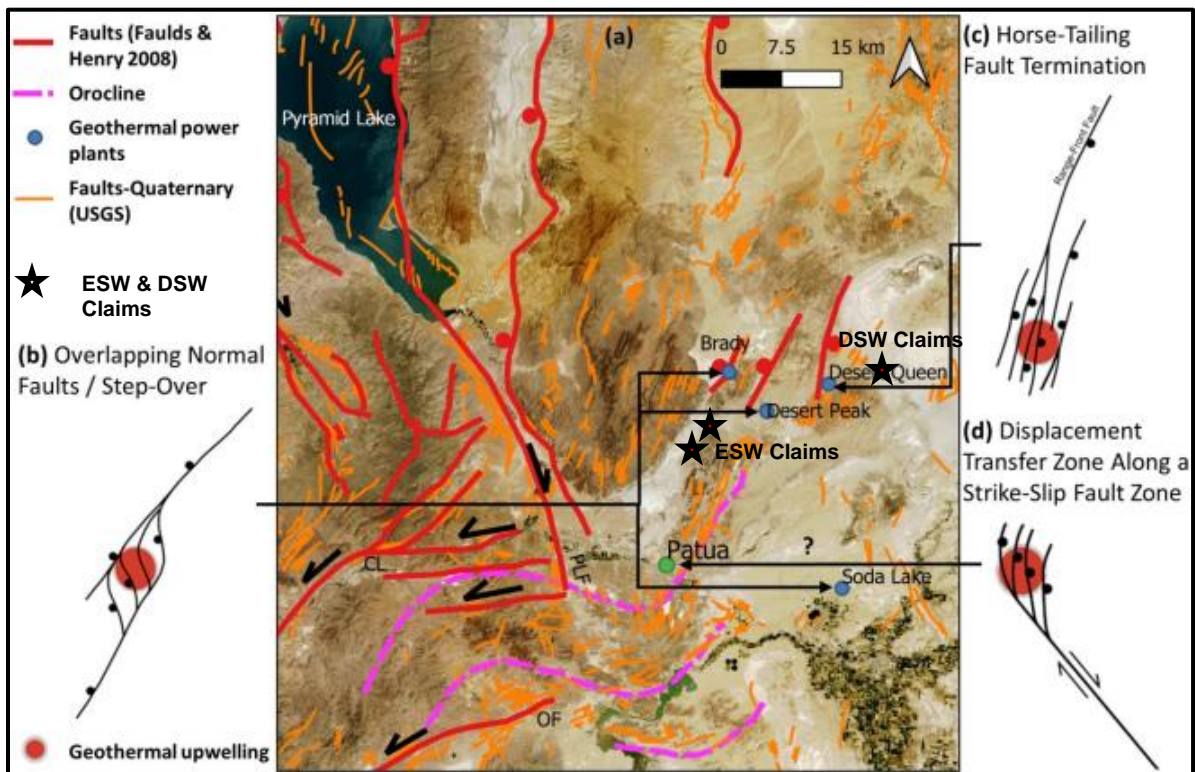 Faults (Faulds &
Henry 2008)
Orocline
Geothermal power
plants
Faults-Quaternary
(USGS)
ESW & DSW
Claims
(b) Overlapping Normal
Faults / Step-Over
Geothermal upwelling
(a)
0 7.5 15 km
Pyramid Lake
Brady
DSW Claims
Desert Queen
Desert Peak
ESW Claims
Patua
?
Soda Lake
CL
PLF
OF
(c) Horse-Tailing
Fault Termination
Range-Front Fault
(d) Displacement
Transfer Zone Along a
Strike-Slip Fault Zone